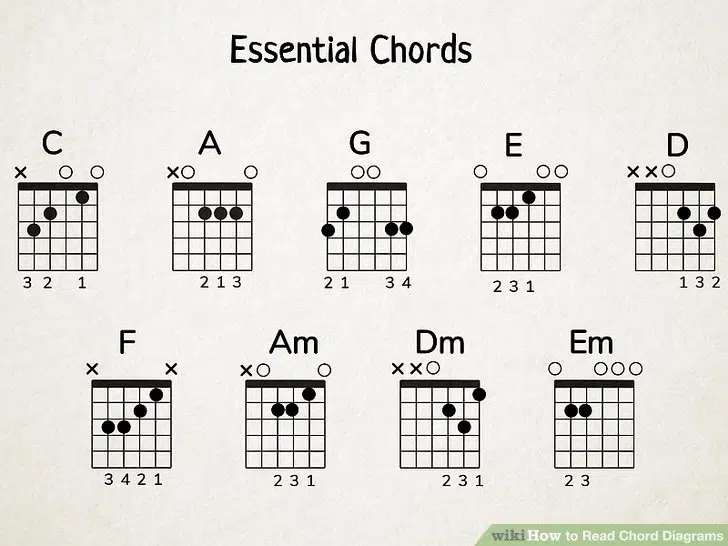 Essential Chords
C A G E D
× ○ ○ × ○ ○ ○ ○ ○ ○ ○ × × ○
3 2 1 2 1 3 2 1 3 4 2 3 1 1 3 2
F Am Dm Em
× × × ○ ○ × × ○ ○ ○ ○ ○
3 4 2 1 2 3 1 2 3 1 2 3
wikiHow to Read Chord Diagrams